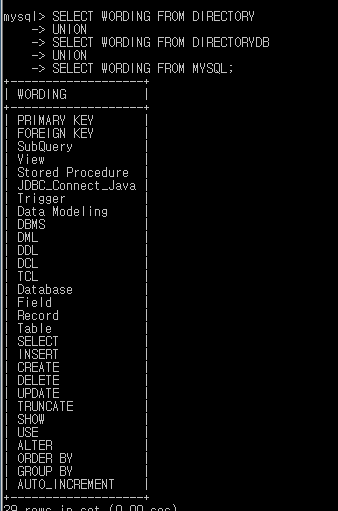 mysql> SELECT WORDING FROM DIRECTORY
    -> UNION
    -> SELECT WORDING FROM DIRECTORYDB
    -> UNION
    -> SELECT WORDING FROM MYSQL;
+-------------------+
| WORDING           |
+-------------------+
| PRIMARY KEY       |
| FOREIGN KEY       |
| SubQuery          |
| View              |
| Stored Procedure  |
| JDBC_Connect_Java |
| Trigger           |
| Data Modeling     |
| DBMS              |
| DML               |
| DDL               |
| DCL               |
| TCL               |
| Database          |
| Field             |
| Record            |
| Table             |
| SELECT            |
| INSERT            |
| CREATE            |
| DELETE            |
| UPDATE            |
| TRUNCATE          |
| SHOW              |
| USE               |
| ALTER             |
| ORDER BY          |
| GROUP BY          |
| AUTO_INCREMENT    |
+-------------------+
29 rows in set (0.00 sec)